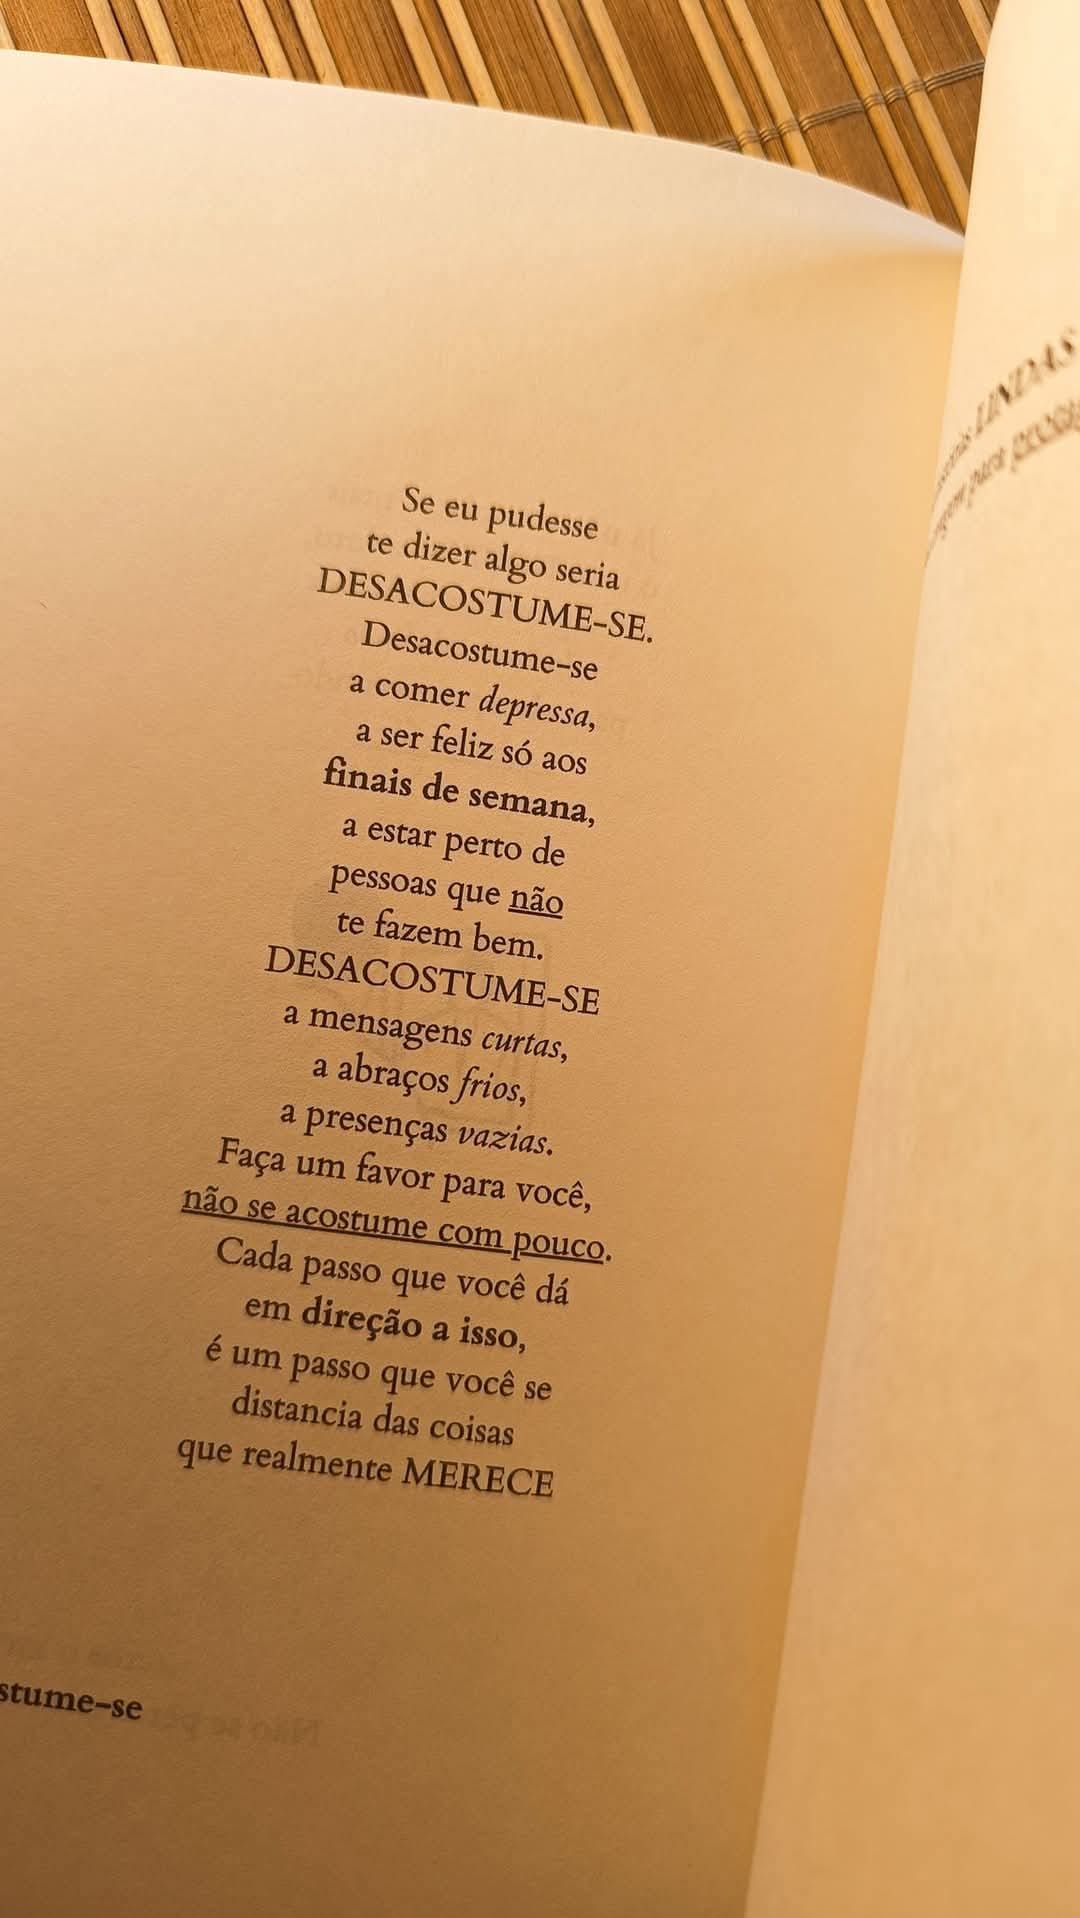 Se eu pudesse
te dizer algo seria
DESACOSTUME-SE.
Desacostume-se
a comer depressa,
a ser feliz só aos
finais de semana,
a estar perto de
pessoas que não
te fazem bem.
DESACOSTUME-SE
a mensagens curtas,
a abraços frios,
a presenças vazias.
Faça um favor para você,
não se acostume com pouco.
Cada passo que você dá
em direção a isso,
é um passo que você se
distancia das coisas
que realmente MERECE
stume-se
LINDAS
para